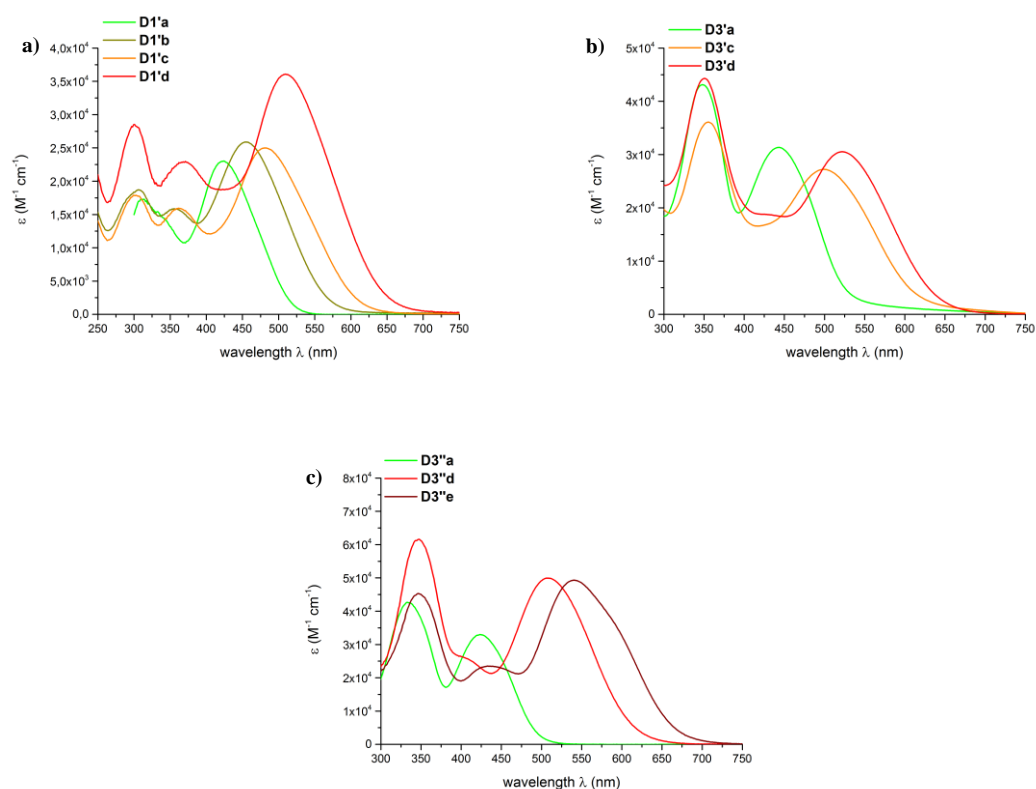 a)
D1'a
D1'b
D1'c
D1'd
4,0x10⁴
3,5x10⁴
3,0x10⁴
2,5x10⁴
2,0x10⁴
1,5x10⁴
1,0x10⁴
5,0x10³
0,0
ε (M⁻¹ cm⁻¹)
250 300 350 400 450 500 550 600 650 700 750
wavelength λ (nm)
b)
D3'a
D3'c
D3'd
5x10⁴
4x10⁴
3x10⁴
2x10⁴
1x10⁴
0
ε (M⁻¹ cm⁻¹)
300 350 400 450 500 550 600 650 700 750
wavelength λ (nm)
c)
D3''a
D3''d
D3''e
8x10⁴
7x10⁴
6x10⁴
5x10⁴
4x10⁴
3x10⁴
2x10⁴
1x10⁴
0
ε (M⁻¹ cm⁻¹)
300 350 400 450 500 550 600 650 700 750
wavelength λ (nm)